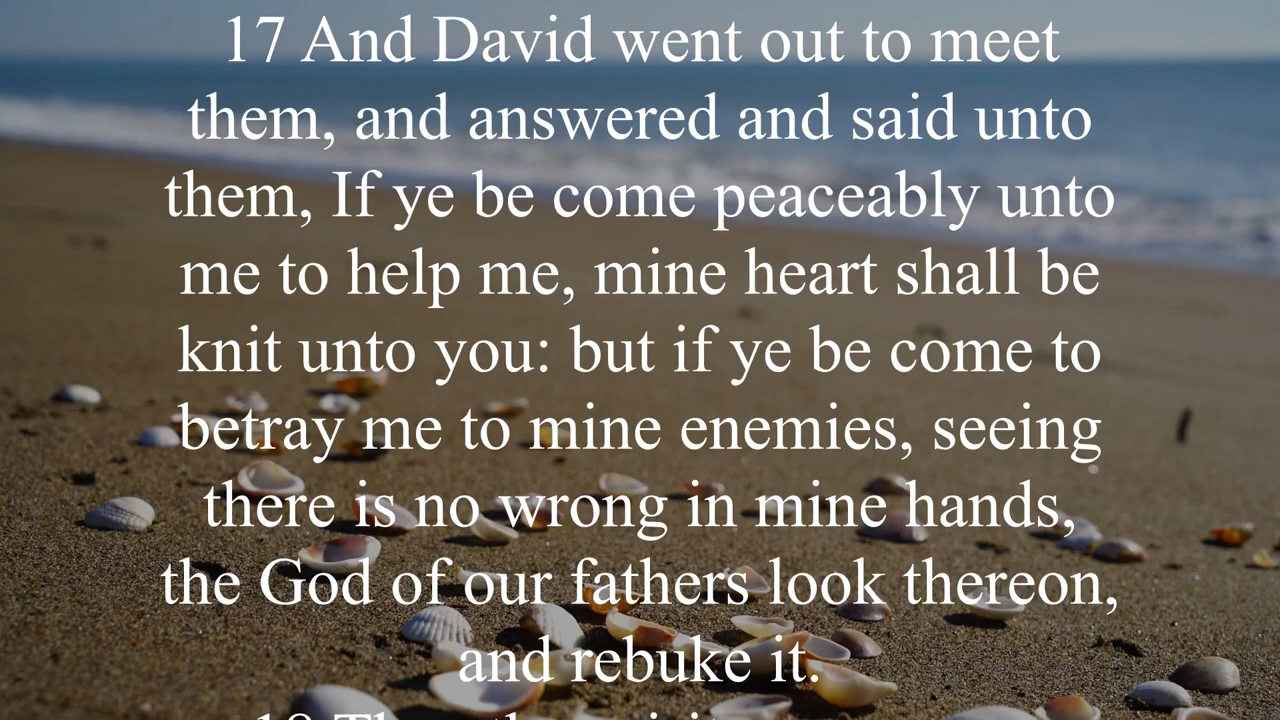 17 And David went out to meet
them, and answered and said unto
them, If ye be come peaceably unto
me to help me, mine heart shall be
knit unto you: but if ye be come to
betray me to mine enemies, seeing
there is no wrong in mine hands,
the God of our fathers look thereon,
and rebuke it.